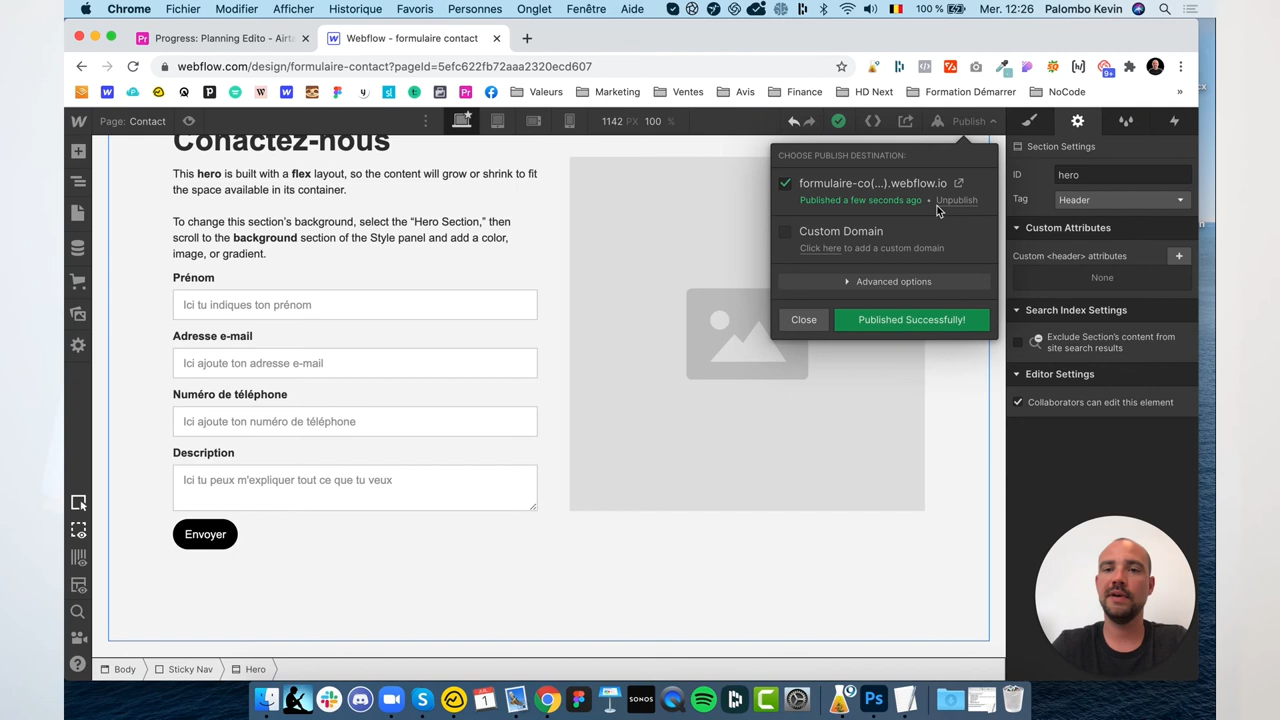 Chrome Fichier Modifier Afficher Historique Favoris Personnes Onglet Fenêtre Aide 100 % Mer. 12:26 Palombo Kevin
Progress: Planning Edito - Airta
Webflow - formulaire contact
webflow.com/design/formulaire-contact?pageId=5efc622fb72aaa2320ecd607
Valeurs Marketing Ventes Avis Finance HD Next Formation Démarrer NoCode »
Page: Contact 1142 PX 100 % Publish
Conactez-nous
This hero is built with a flex layout, so the content will grow or shrink to fit
the space available in its container.
To change this section's background, select the “Hero Section,” then
scroll to the background section of the Style panel and add a color,
image, or gradient.
Prénom
Ici tu indiques ton prénom
Adresse e-mail
Ici ajoute ton adresse e-mail
Numéro de téléphone
Ici ajoute ton numéro de téléphone
Description
Ici tu peux m'expliquer tout ce que tu veux
Envoyer
CHOOSE PUBLISH DESTINATION:
formulaire-co(...).webflow.io
Published a few seconds ago • Unpublish
Custom Domain
Click here to add a custom domain
Advanced options
Close Published Successfully!
Section Settings
ID hero
Tag Header
Custom Attributes
Custom <header> attributes
None
Search Index Settings
Exclude Section's content from
site search results
Editor Settings
Collaborators can edit this element
Body Sticky Nav Hero
SONOS